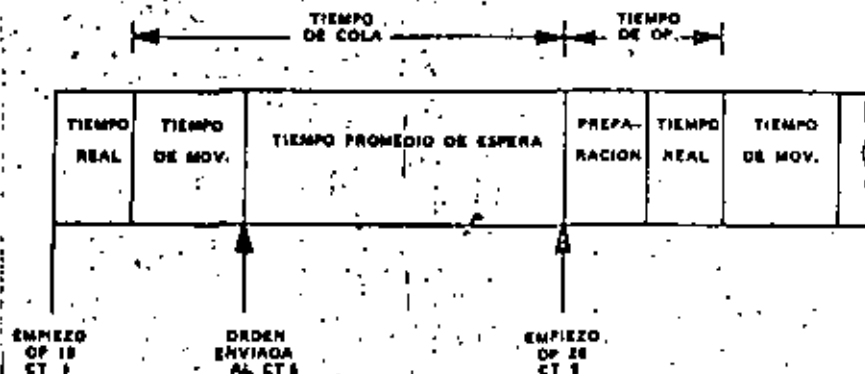 TIEMPO
DE COLA
TIEMPO
DE OP.
TIEMPO
REAL
TIEMPO
DE MOV.
TIEMPO PROMEDIO DE ESPERA
PREPA-
RACION
TIEMPO
REAL
TIEMPO
DE MOV.
EMPIEZO
OP 10
CT
ORDEN
ENVIADA
AL CT
EMPIEZO
OP 20
CT